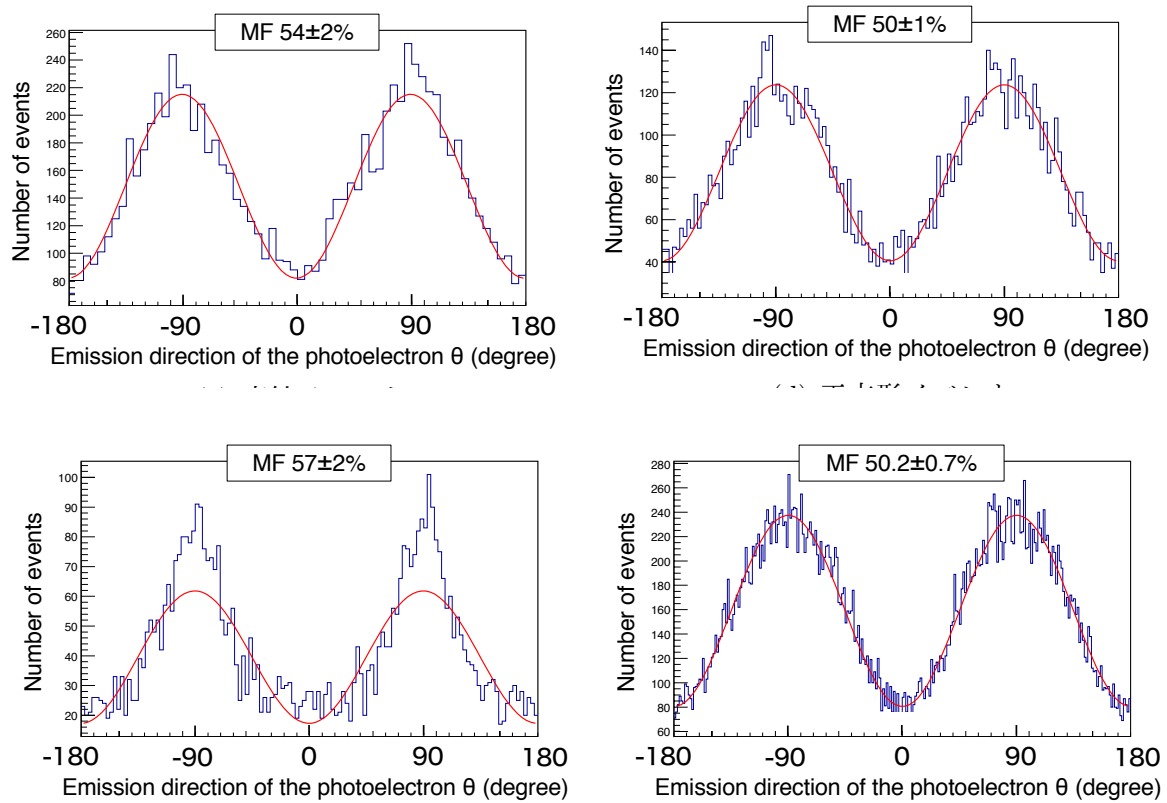 MF 54±2%
260
240
220
200
180
160
140
120
100
80
Number of events
-180 -90 0 90 180
Emission direction of the photoelectron θ (degree)
MF 50±1%
140
120
100
80
60
40
Number of events
-180 -90 0 90 180
Emission direction of the photoelectron θ (degree)
MF 57±2%
100
90
80
70
60
50
40
30
20
Number of events
-180 -90 0 90 180
Emission direction of the photoelectron θ (degree)
MF 50.2±0.7%
280
260
240
220
200
180
160
140
120
100
80
60
Number of events
-180 -90 0 90 180
Emission direction of the photoelectron θ (degree)